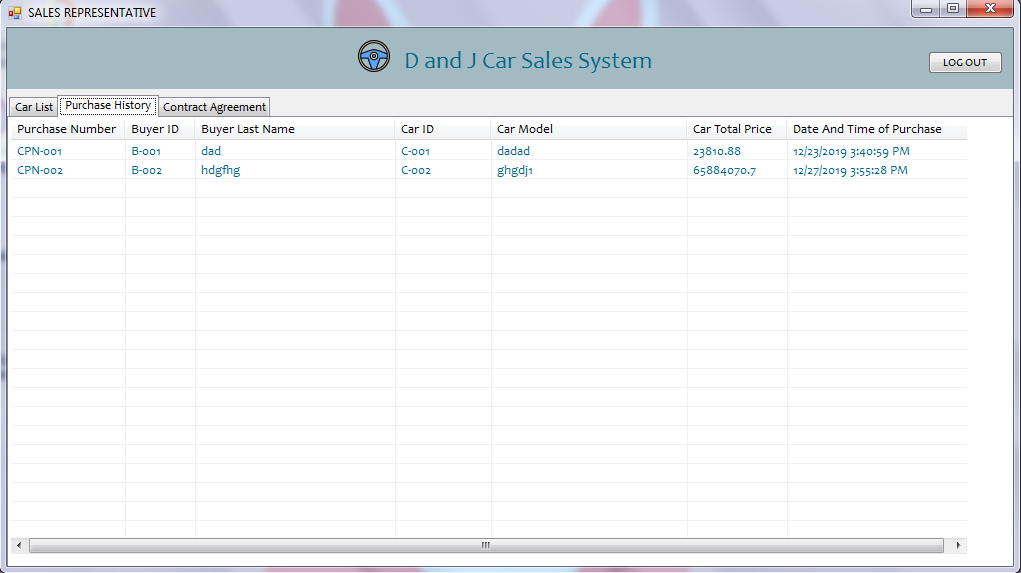 SALES REPRESENTATIVE
D and J Car Sales System
LOG OUT
Car List Purchase History Contract Agreement
Purchase Number Buyer ID Buyer Last Name Car ID Car Model Car Total Price Date And Time of Purchase
CPN-001 B-001 dad C-001 dadad 23810.88 12/23/2019 3:40:59 PM
CPN-002 B-002 hdgfhg C-002 ghgdj1 65884070.7 12/27/2019 3:55:28 PM